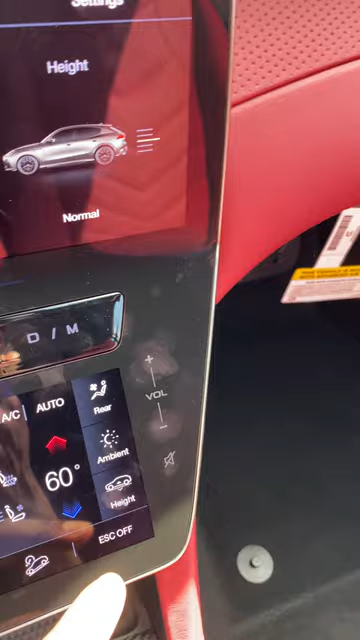 Settings
Height
Normal
D / M
+
VOL
-
A/C
AUTO
Rear
60°
Ambient
Height
ESC OFF